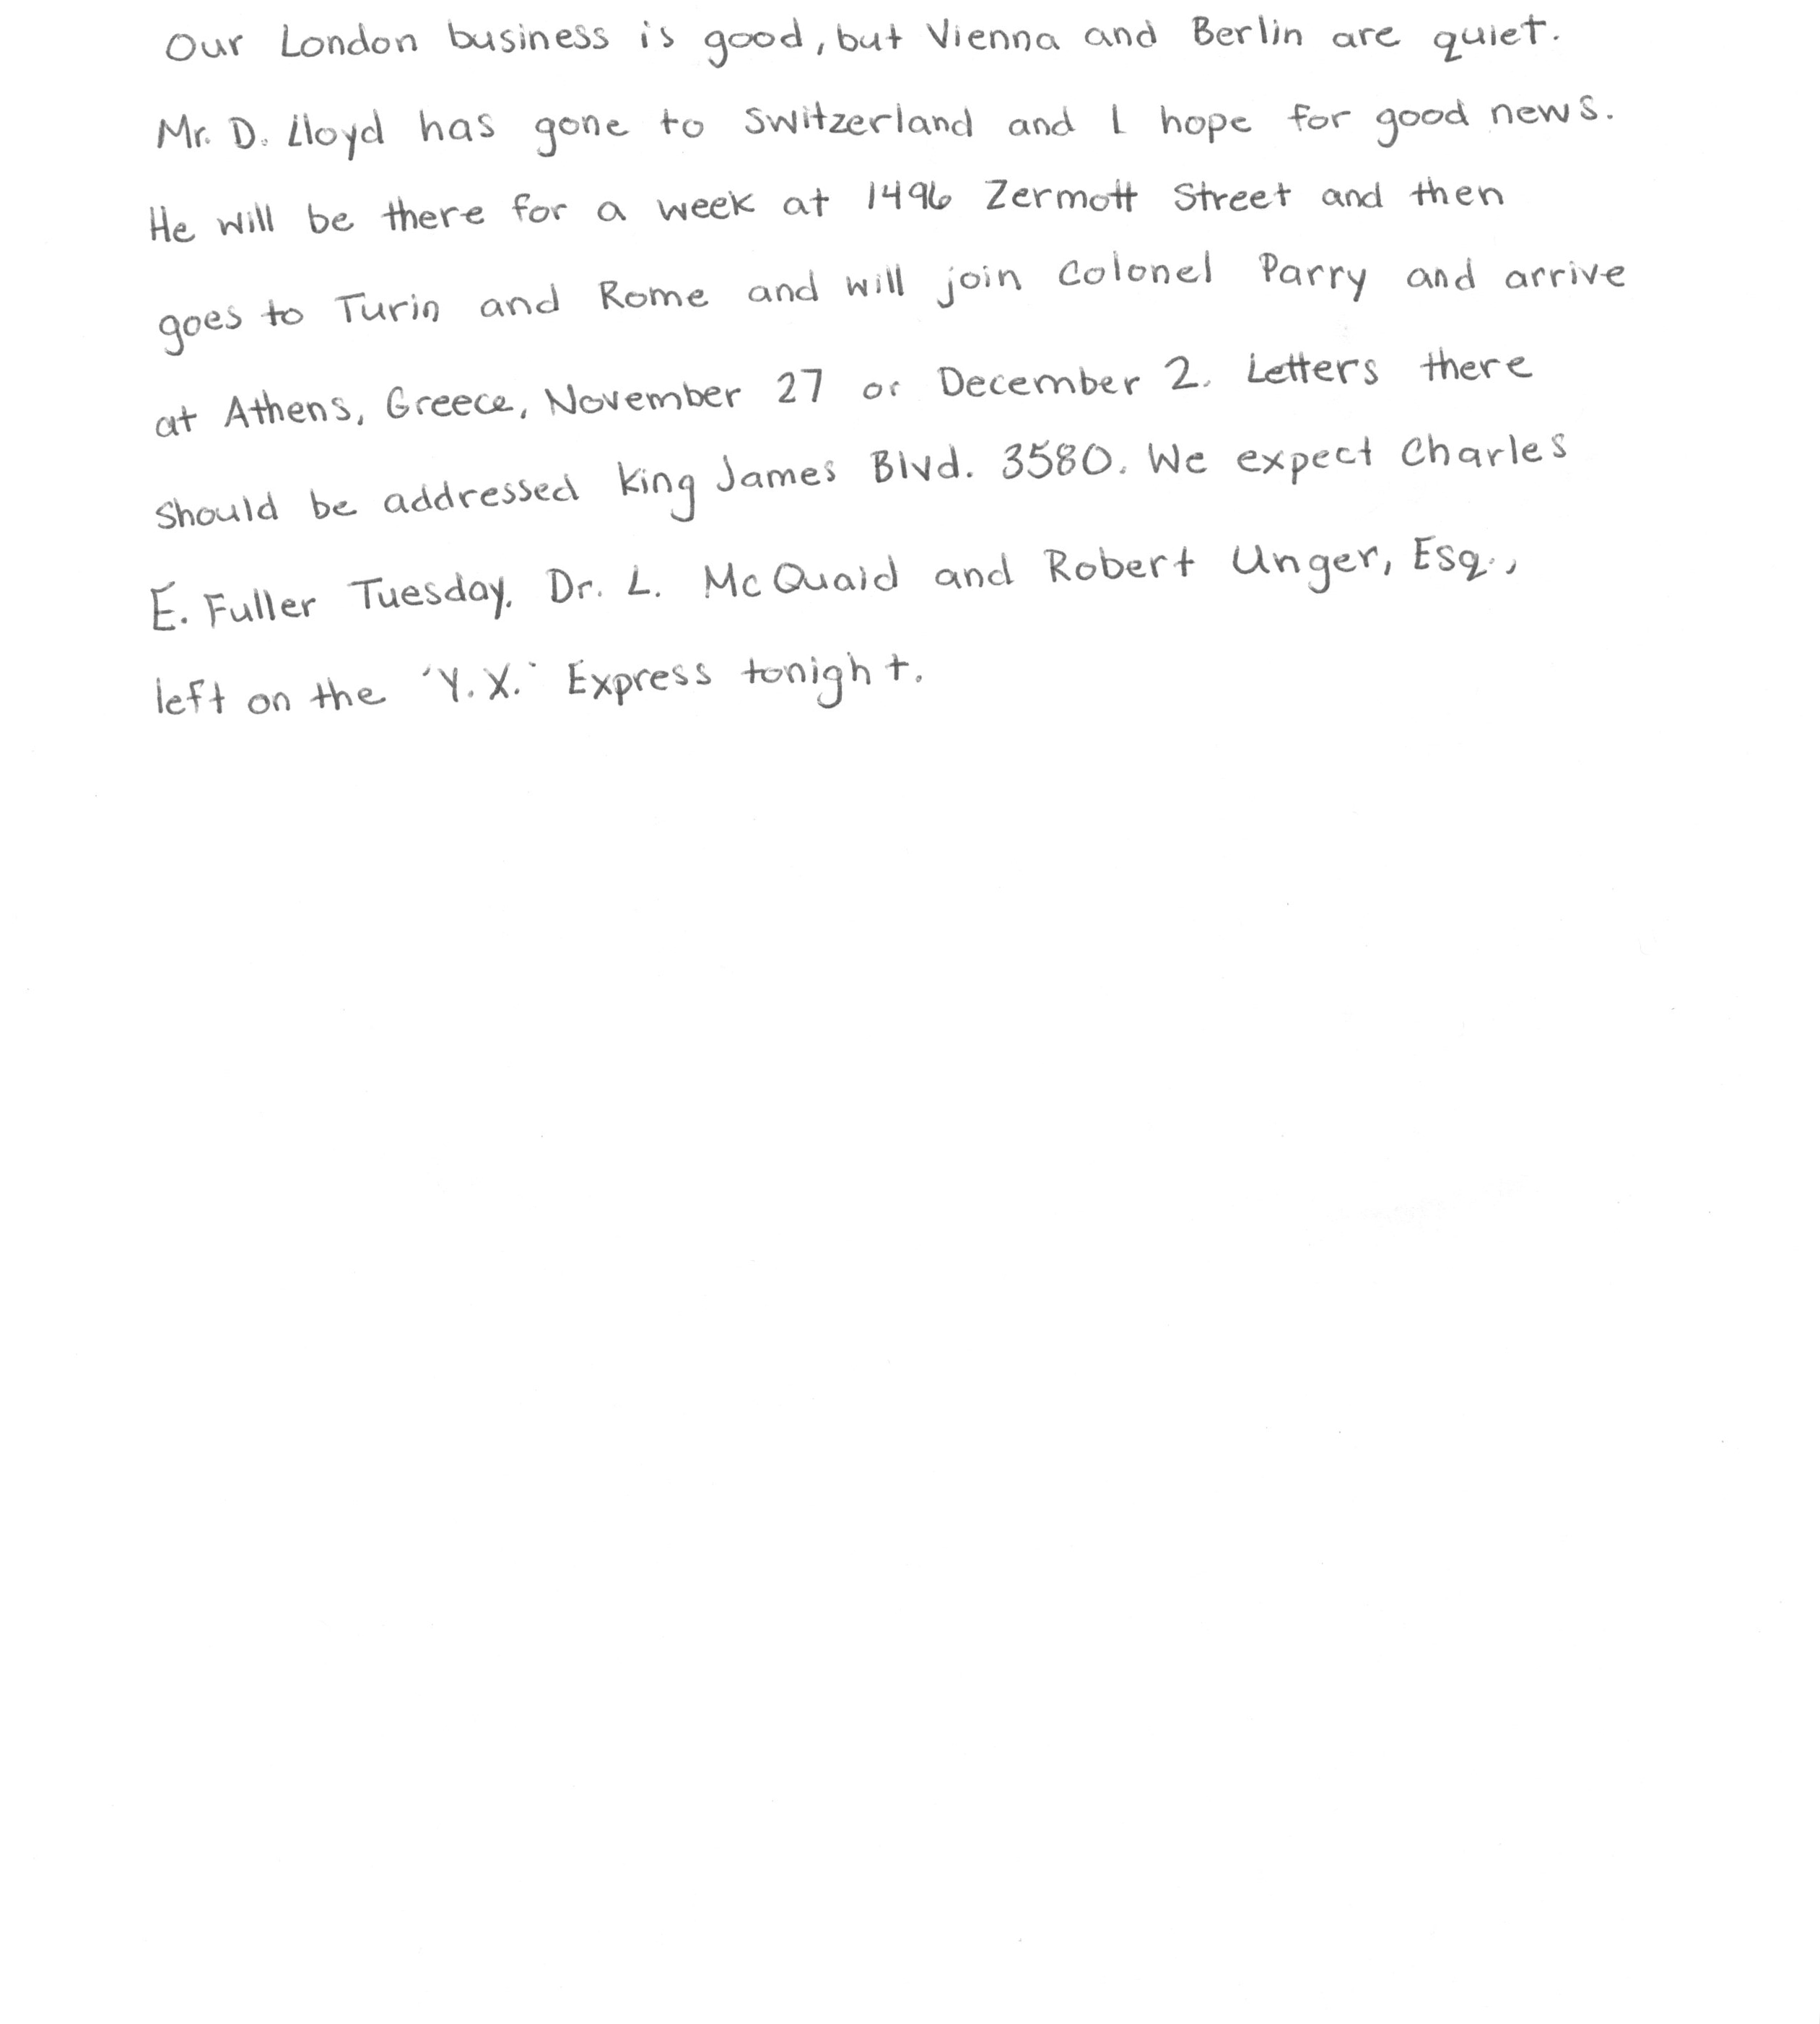 Our London business is good, but Vienna and Berlin are quiet.
Mr. D. Lloyd has gone to Switzerland and I hope for good news.
He will be there for a week at 1496 Zermott Street and then
goes to Turin and Rome and will join Colonel Parry and arrive
at Athens, Greece, November 27 or December 2. Letters there
should be addressed King James Blvd. 3580. We expect Charles
E. Fuller Tuesday. Dr. L. McQuaid and Robert Unger, Esq.,
left on the 'Y.X.' Express tonight.